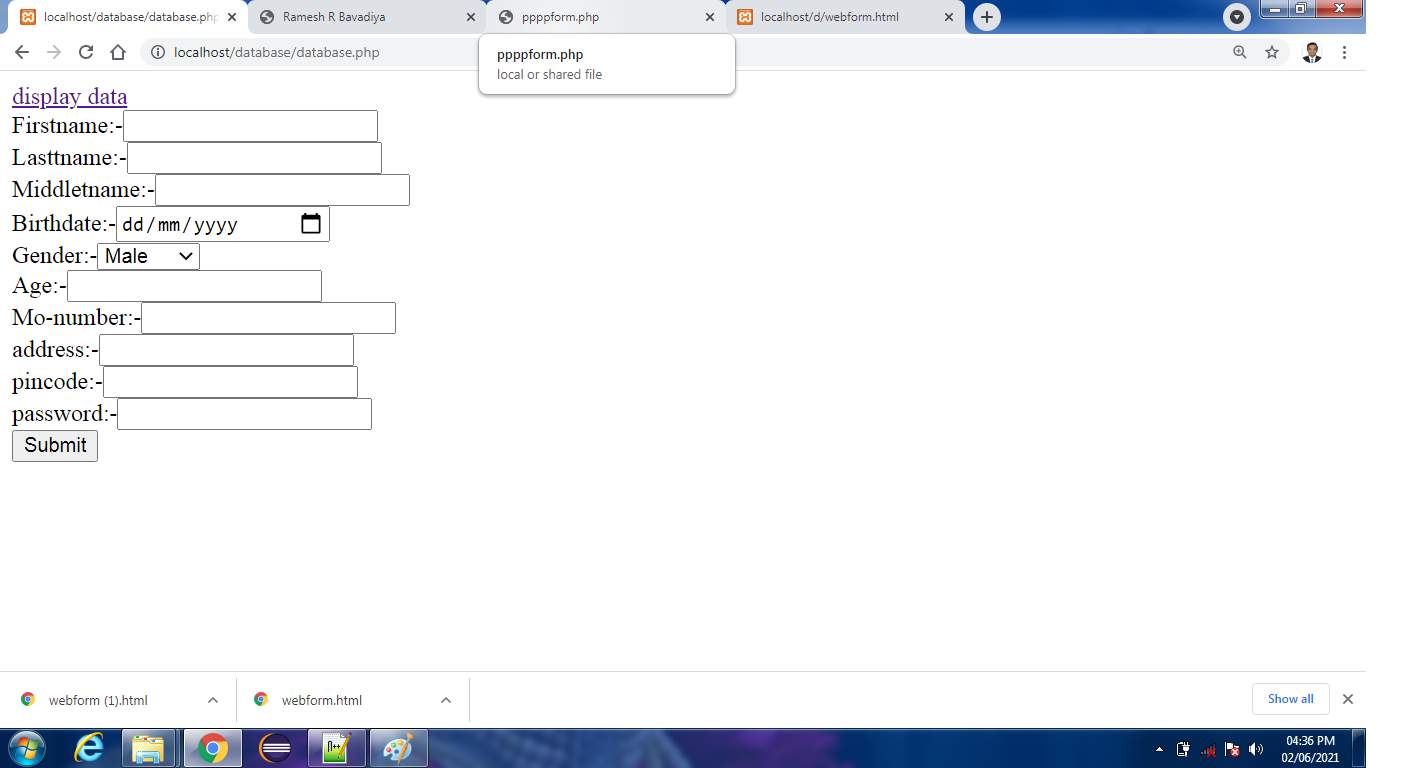 localhost/database/database.php
Ramesh R Bavadiya
ppppform.php
localhost/d/webform.html
localhost/database/database.php
ppppform.php
local or shared file
display data
Firstname:-
Lasttname:-
Middletname:-
Birthdate:- dd/mm/yyyy
Gender:- Male
Age:-
Mo-number:-
address:-
pincode:-
password:-
Submit
webform (1).html
webform.html
Show all
04:36 PM
02/06/2021